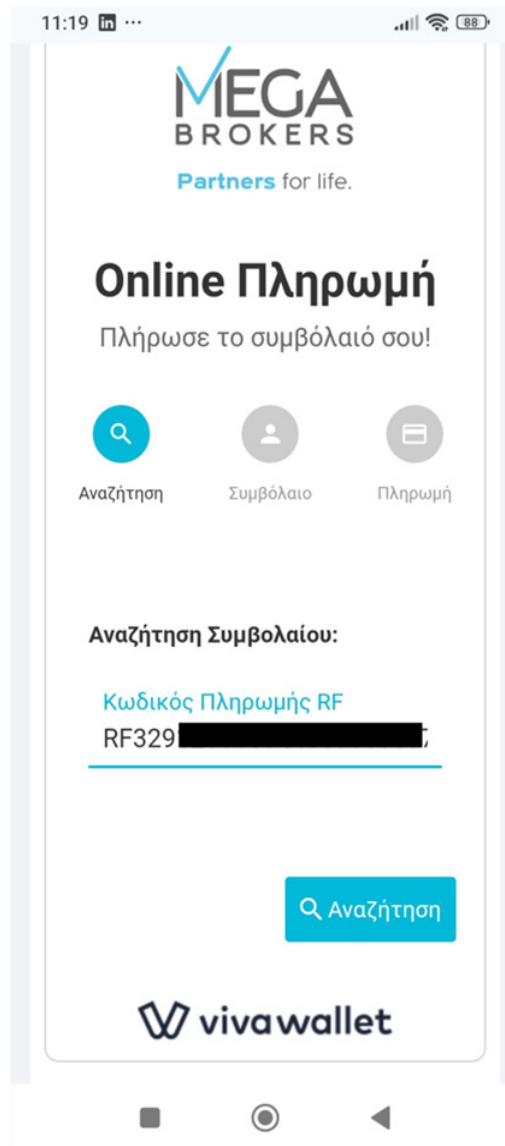 11:19 in ...
88
MEGA
BROKERS
Partners for life.
Online Πληρωμή
Πλήρωσε το συμβόλαιό σου!
Αναζήτηση
Συμβόλαιο
Πληρωμή
Αναζήτηση Συμβολαίου:
Κωδικός Πληρωμής RF
RF329
Αναζήτηση
vivawallet